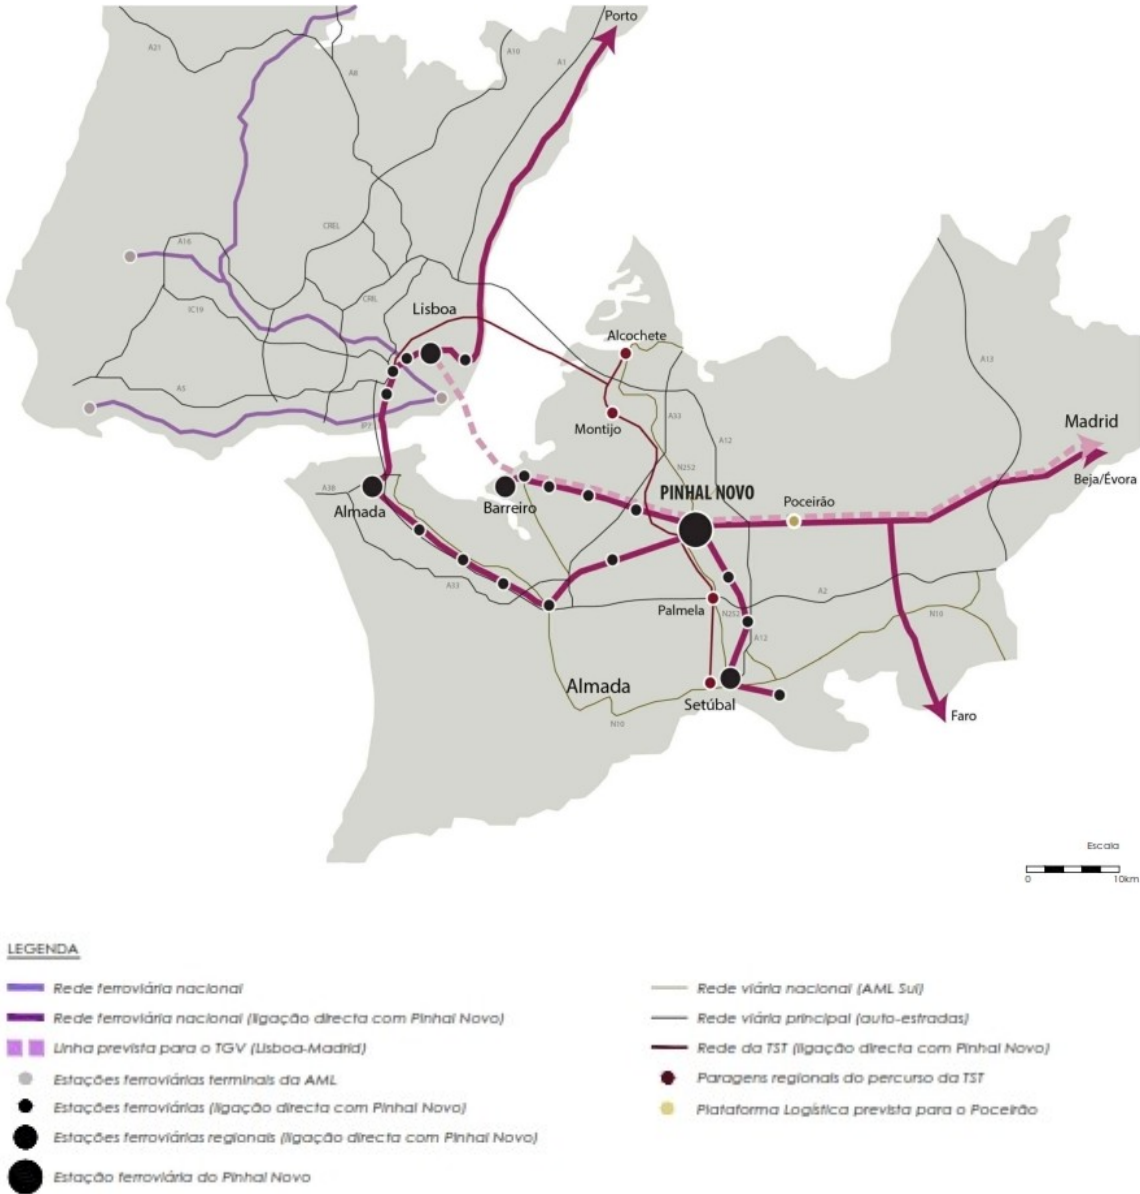 Porto
A21
A10
A8
A1
CREL
A16
A13
IC19
CRIL
Lisboa
Alcochete
A5
A33
Madrid
IP7
Montijo
A12
N252
Beja/Évora
A38
PINHAL NOVO
Poceirão
Almada
Barreiro
A33
A2
Palmela
N252
N10
A12
Almada
Setúbal
Faro
N10
Escala
0 10km
LEGENDA
Rede ferroviária nacional
Rede ferroviária nacional (ligação directa com Pinhal Novo)
Linha prevista para o TGV (Lisboa-Madrid)
Estações ferroviárias terminais da AML
Estações ferroviárias (ligação directa com Pinhal Novo)
Estações ferroviárias regionais (ligação directa com Pinhal Novo)
Estação ferroviária do Pinhal Novo
Rede viária nacional (AML Sul)
Rede viária principal (auto-estradas)
Rede da TST (ligação directa com Pinhal Novo)
Paragens regionais do percurso da TST
Plataforma Logística prevista para o Poceirão